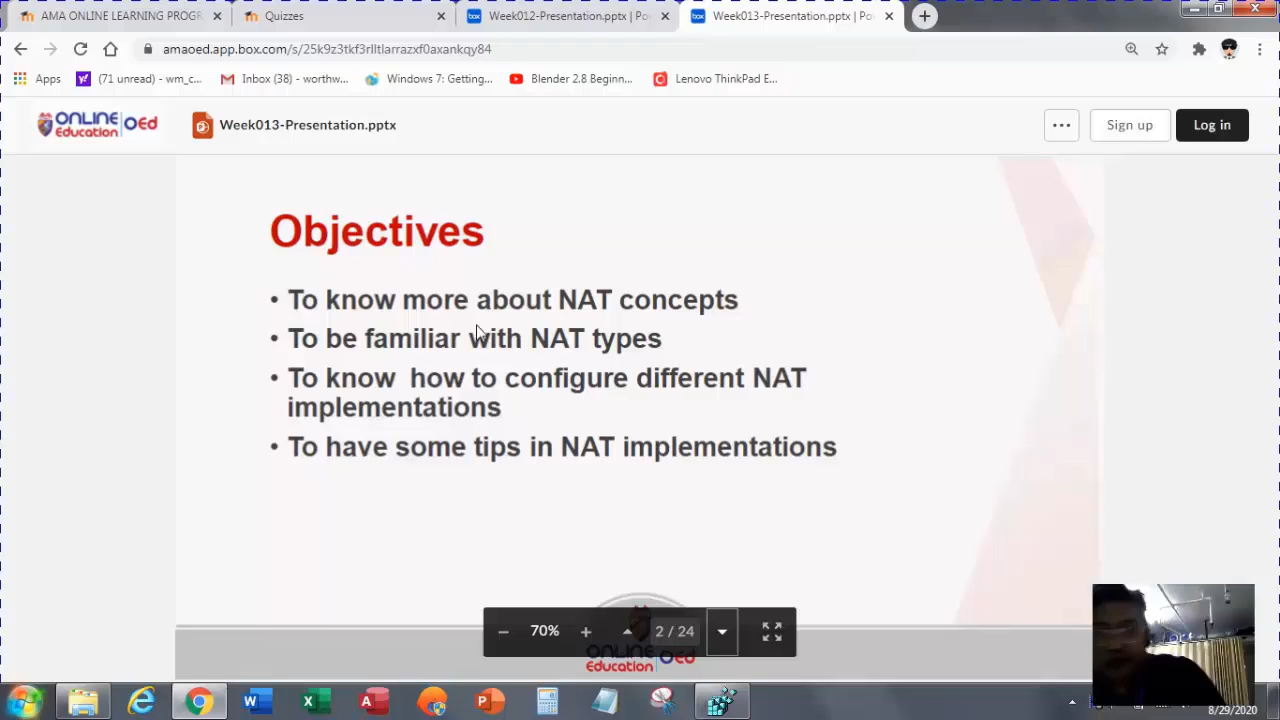 AMA ONLINE LEARNING PROGR
Quizzes
Week012-Presentation.pptx | Po
Week013-Presentation.pptx | Po
amaoed.app.box.com/s/25k9z3tkf3rlltlarrazxf0axankqy84
Apps
(71 unread) - wm_c...
Inbox (38) - worthw...
Windows 7: Getting...
Blender 2.8 Beginn...
Lenovo ThinkPad E...
ONLINE Education OEd
Week013-Presentation.pptx
Sign up
Log in
Objectives
• To know more about NAT concepts
• To be familiar with NAT types
• To know how to configure different NAT
implementations
• To have some tips in NAT implementations
70%
2 / 24
ONLINE
Education OEd
8/29/2020